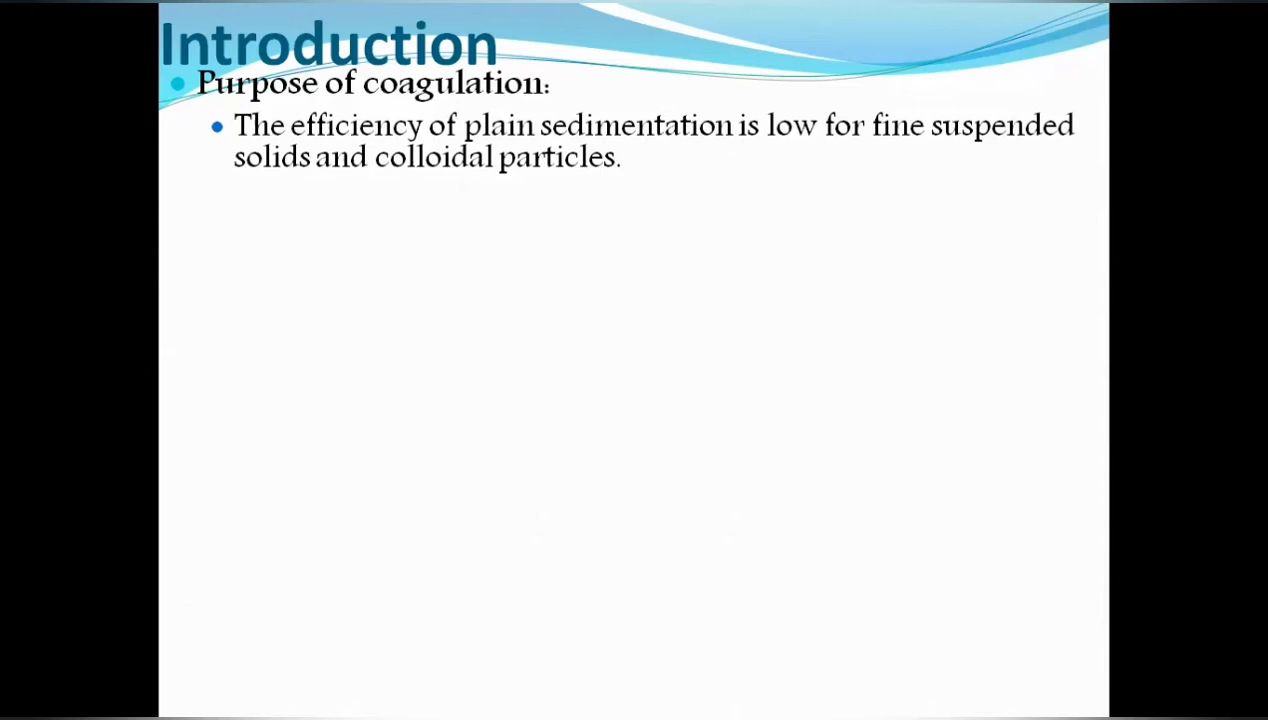 Introduction
Purpose of coagulation:
The efficiency of plain sedimentation is low for fine suspended
solids and colloidal particles.